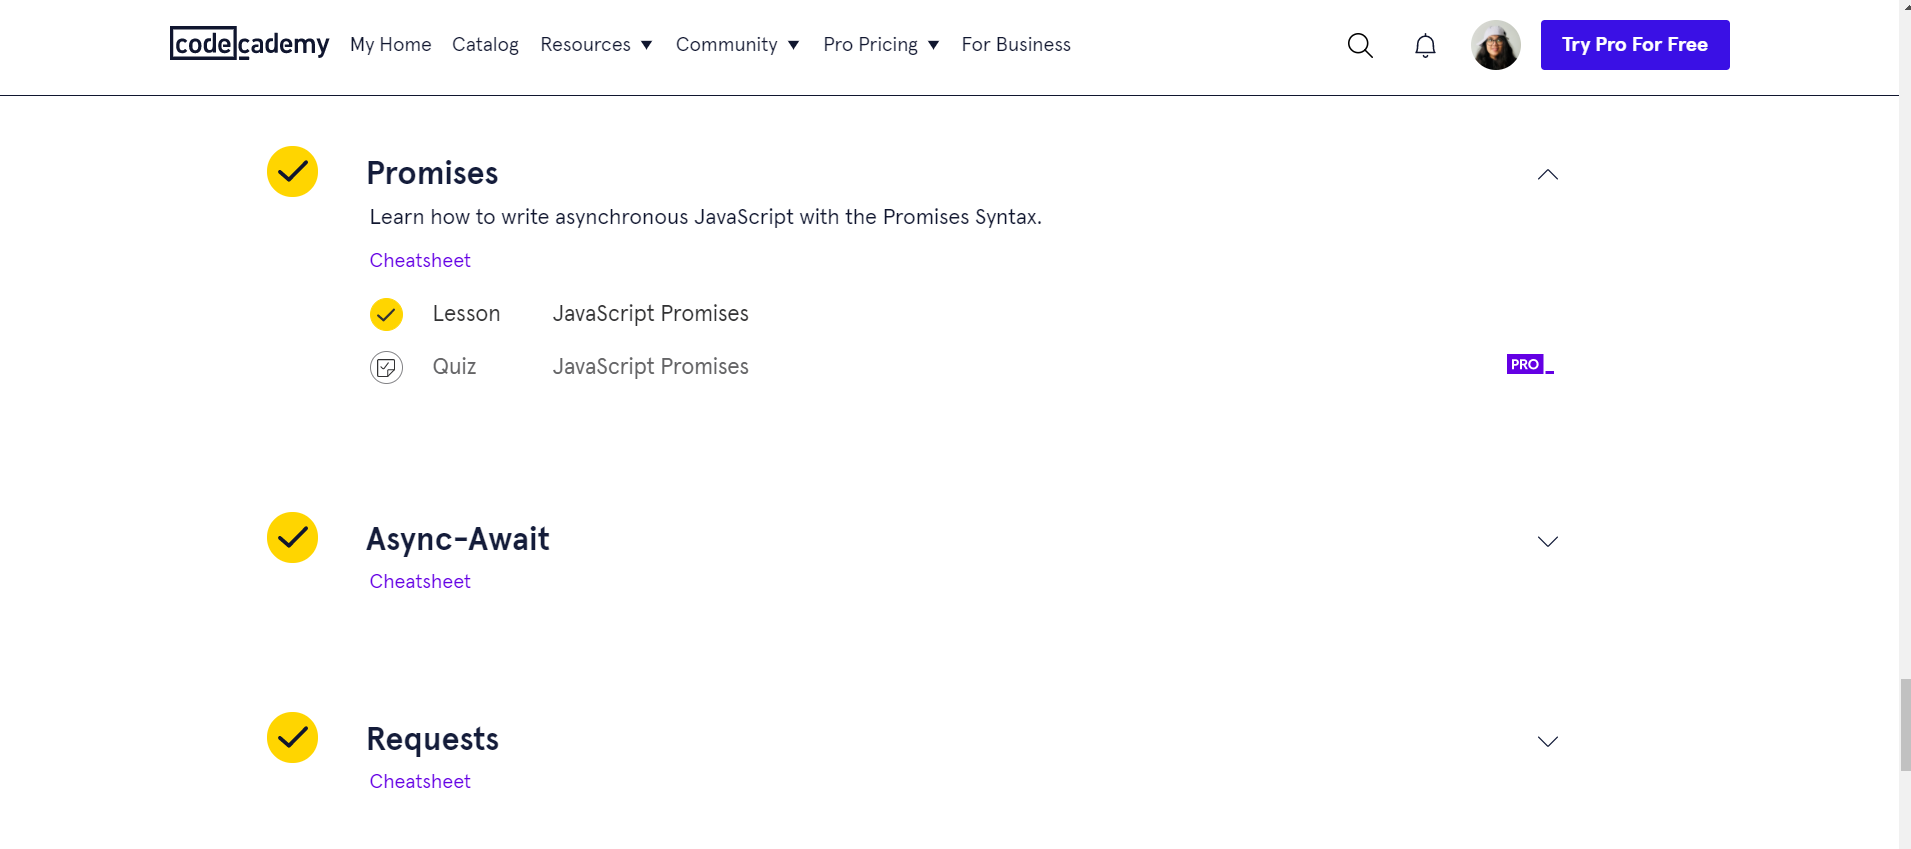 codecademy My Home Catalog Resources Community Pro Pricing For Business Try Pro For Free
Promises
Learn how to write asynchronous JavaScript with the Promises Syntax.
Cheatsheet
Lesson JavaScript Promises
Quiz JavaScript Promises PRO
Async-Await
Cheatsheet
Requests
Cheatsheet